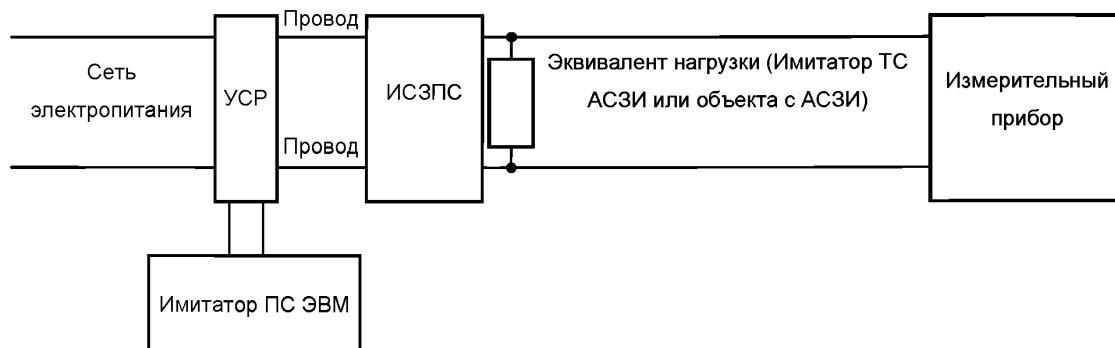 Провод
Сеть
электропитания
УСР
ИСЗПС
Провод
Эквивалент нагрузки (Имитатор ТС
АСЗИ или объекта с АСЗИ)
Измерительный
прибор
Имитатор ПС ЭВМ